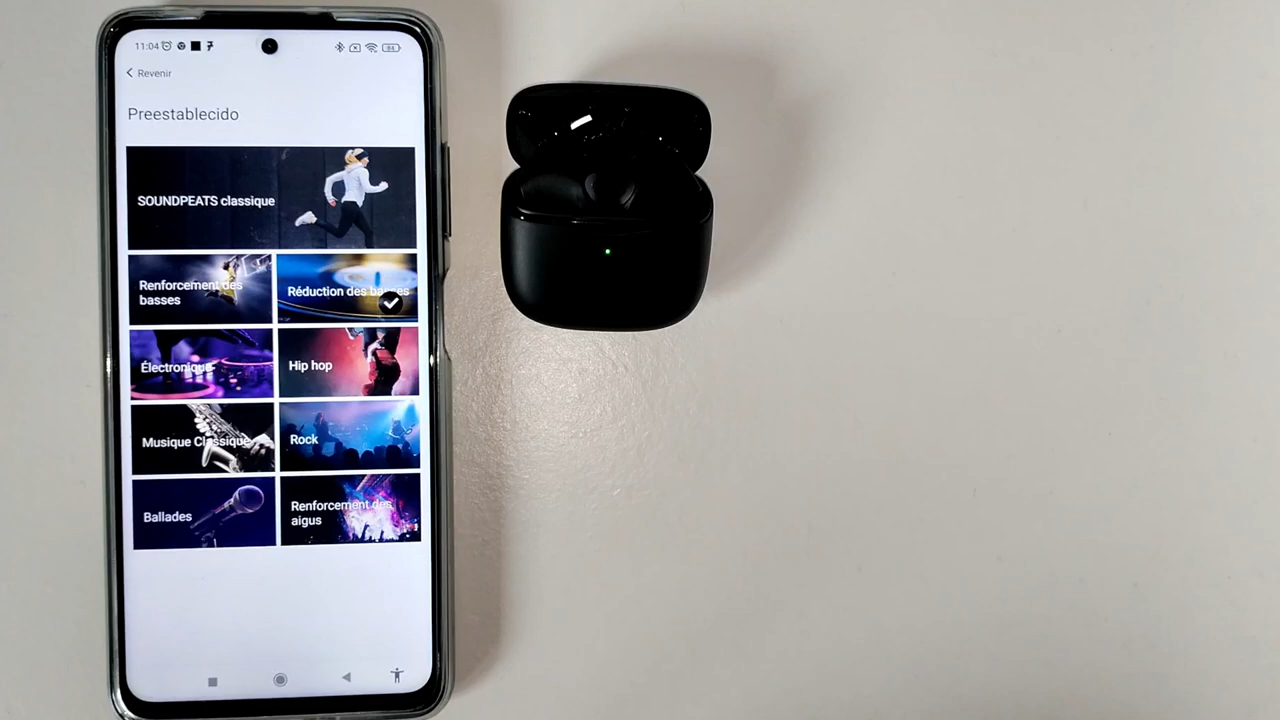 11:04
84
Revenir
Preestablecido
SOUNDPEATS classique
Renforcement des
basses
Réduction des basses
Électronique
Hip hop
Musique Classique
Rock
Ballades
Renforcement des
aigus